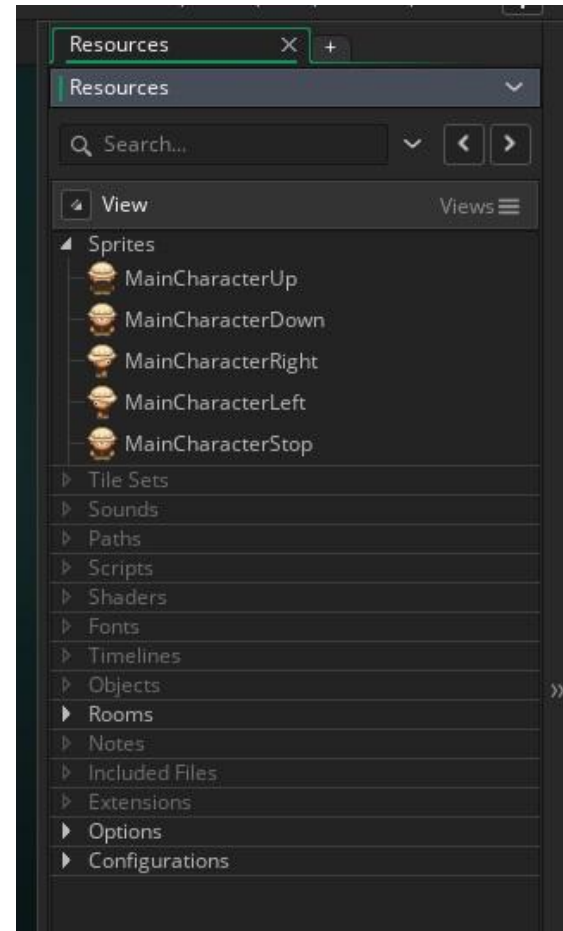 Resources
Resources
Search...
View Views
Sprites
MainCharacterUp
MainCharacterDown
MainCharacterRight
MainCharacterLeft
MainCharacterStop
Tile Sets
Sounds
Paths
Scripts
Shaders
Fonts
Timelines
Objects
Rooms
Notes
Included Files
Extensions
Options
Configurations